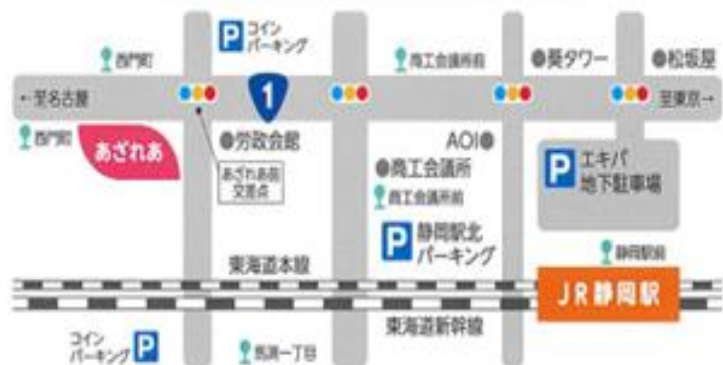 コイン
パーキング
P
西門町
商工会議所前
●葵タワー
●松坂屋
←至名古屋
1
至東京→
西門町
あざれあ
●労政会館
あざれあ前
交差点
AOI●
●商工会議所
商工会議所前
P
エキパ
地下駐車場
P
静岡駅北
パーキング
静岡駅前
東海道本線
JR静岡駅
東海道新幹線
コイン
パーキング
P
馬渕一丁目